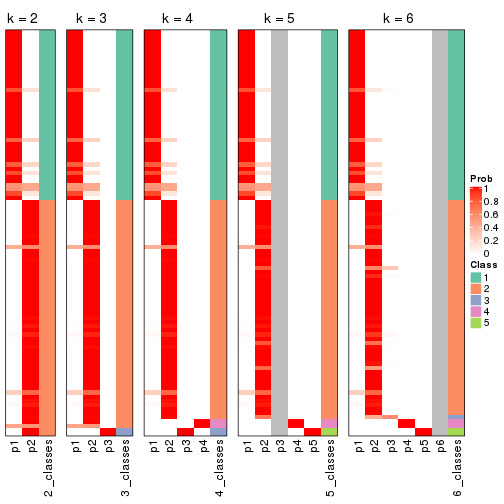 k = 2
k = 3
k = 4
k = 5
k = 6
Prob
1
0.8
0.6
0.4
0.2
0
Class
1
2
3
4
5
p1
p2
2_classes
p1
p2
p3
3_classes
p1
p2
p3
p4
4_classes
p1
p2
p3
p4
p5
5_classes
p1
p2
p3
p4
p5
p6
6_classes